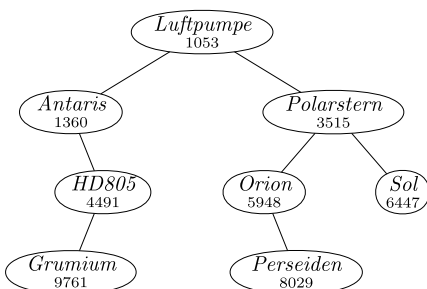 Luftpumpe
1053
Antaris
1360
Polarstern
3515
HD805
4491
Orion
5948
Sol
6447
Grumium
9761
Perseiden
8029